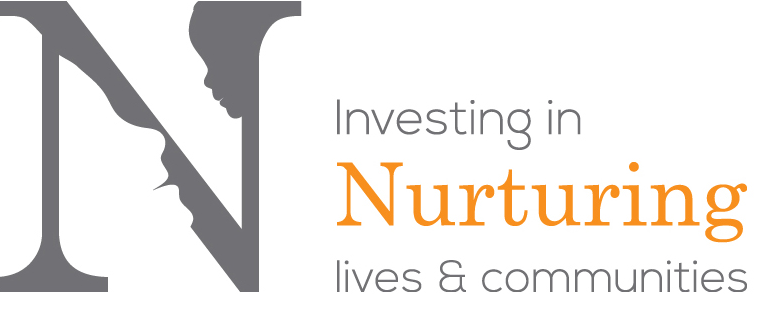 N
Investing in
Nurturing
lives & communities